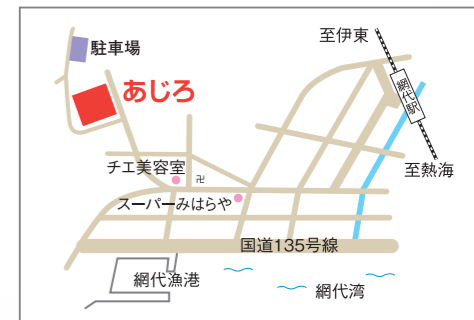 至伊東
駐車場
あじろ
網代駅
チエ美容室
卍
至熱海
スーパーみはらや
国道135号線
網代漁港
網代湾